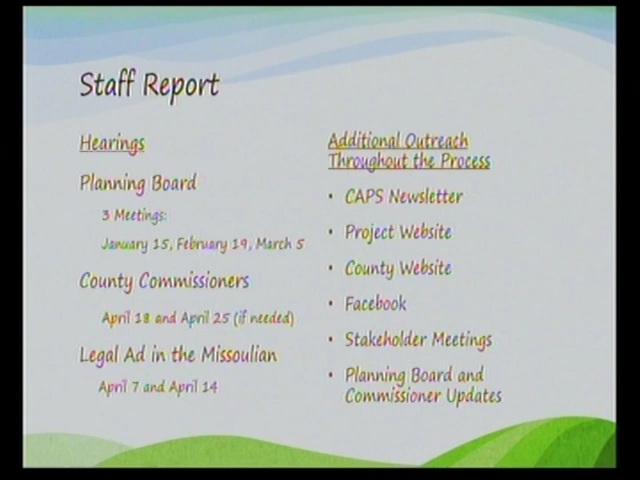 Staff Report
Hearings
Planning Board
3 Meetings:
January 15, February 19, March 5
County Commissioners
April 18 and April 25 (if needed)
Legal Ad in the Missoulian
April 7 and April 14
Additional Outreach
Throughout the Process
• CAPS Newsletter
• Project Website
• County Website
• Facebook
• Stakeholder Meetings
• Planning Board and
Commissioner Updates